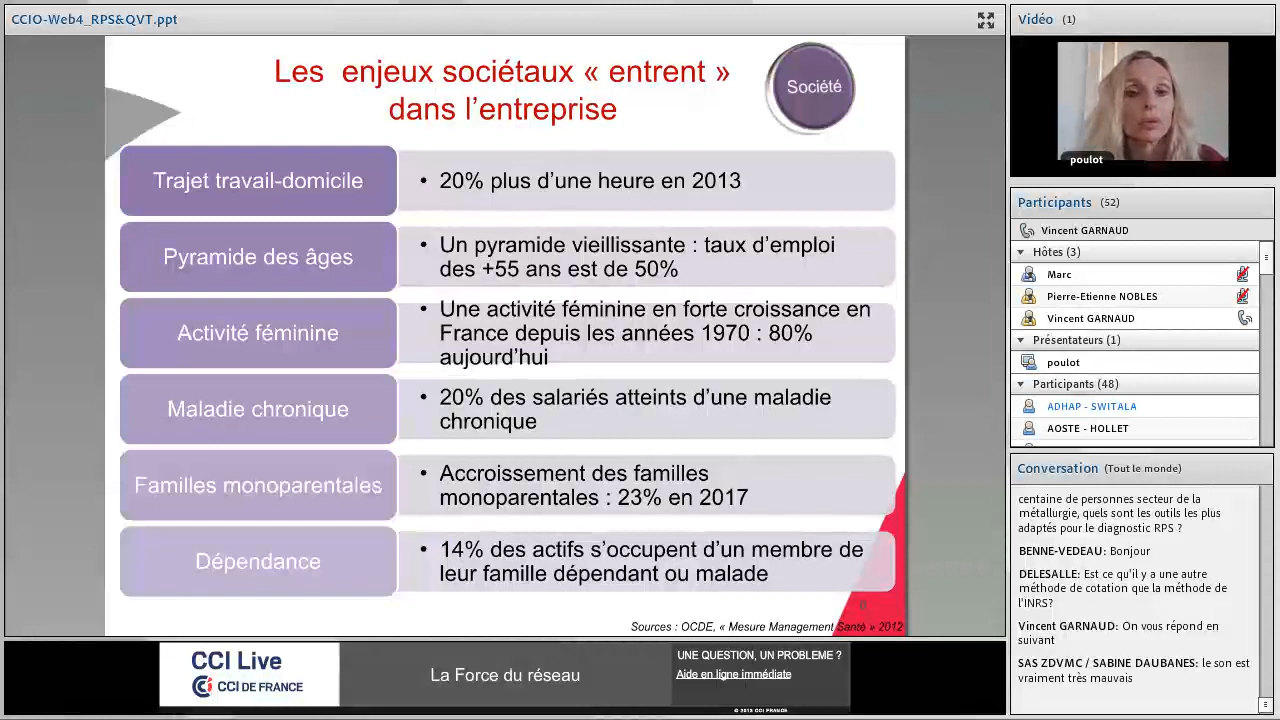 CCIO-Web4_RPS&QVT.ppt
Les enjeux sociétaux « entrent »
dans l'entreprise
Société
Trajet travail-domicile
• 20% plus d'une heure en 2013
Pyramide des âges
• Un pyramide vieillissante : taux d'emploi
des +55 ans est de 50%
Activité féminine
• Une activité féminine en forte croissance en
France depuis les années 1970 : 80%
aujourd'hui
Maladie chronique
• 20% des salariés atteints d'une maladie
chronique
Familles monoparentales
• Accroissement des familles
monoparentales : 23% en 2017
Dépendance
• 14% des actifs s'occupent d'un membre de
leur famille dépendant ou malade
Sources : OCDE, « Mesure Management Santé » 2012
CCI Live
CCI DE FRANCE
La Force du réseau
UNE QUESTION, UN PROBLEME ?
Aide en ligne immédiate
© 2013 CCI FRANCE
Vidéo (1)
poulot
Participants (52)
Vincent GARNAUD
Hôtes (3)
Marc
Pierre-Etienne NOBLES
Vincent GARNAUD
Présentateurs (1)
poulot
Participants (48)
ADHAP - SWITALA
AOSTE - HOLLET
Conversation (Tout le monde)
centaine de personnes secteur de la
métallurgie, quels sont les outils les plus
adaptés pour le diagnostic RPS ?
BENNE-VEDEAU: Bonjour
DELESALLE: Est ce qu'il y a une autre
méthode de cotation que la méthode de
l'INRS?
Vincent GARNAUD: On vous répond en
suivant
SAS ZDVMC / SABINE DAUBANES: le son est
vraiment très mauvais